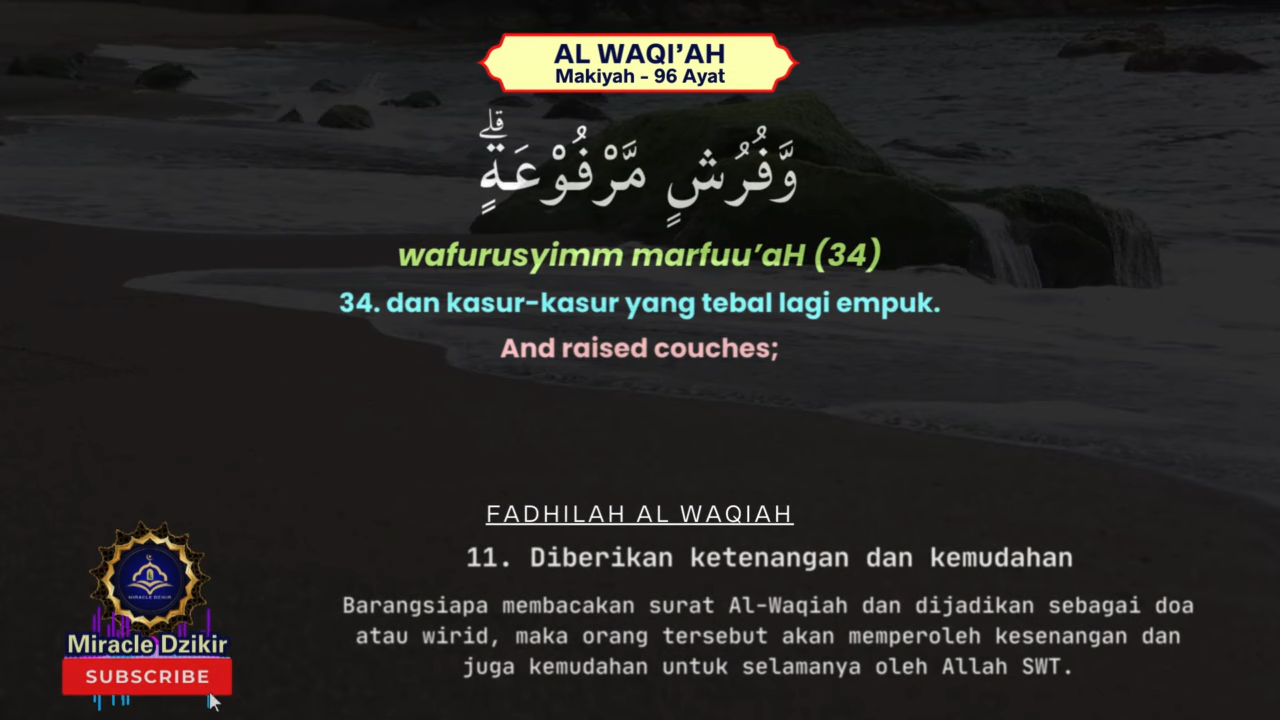 AL WAQI’AH
Makiyah - 96 Ayat
وَّفُرُشٍ مَّرْفُوْعَةٍۗ
wafurusyimm marfuu’aH (34)
34. dan kasur-kasur yang tebal lagi empuk.
And raised couches;
FADHILAH AL WAQIAH
11. Diberikan ketenangan dan kemudahan
Barangsiapa membacakan surat Al-Waqiah dan dijadikan sebagai doa
atau wirid, maka orang tersebut akan memperoleh kesenangan dan
juga kemudahan untuk selamanya oleh Allah SWT.
MIRACLE DZIKIR
Miracle Dzikir
SUBSCRIBE